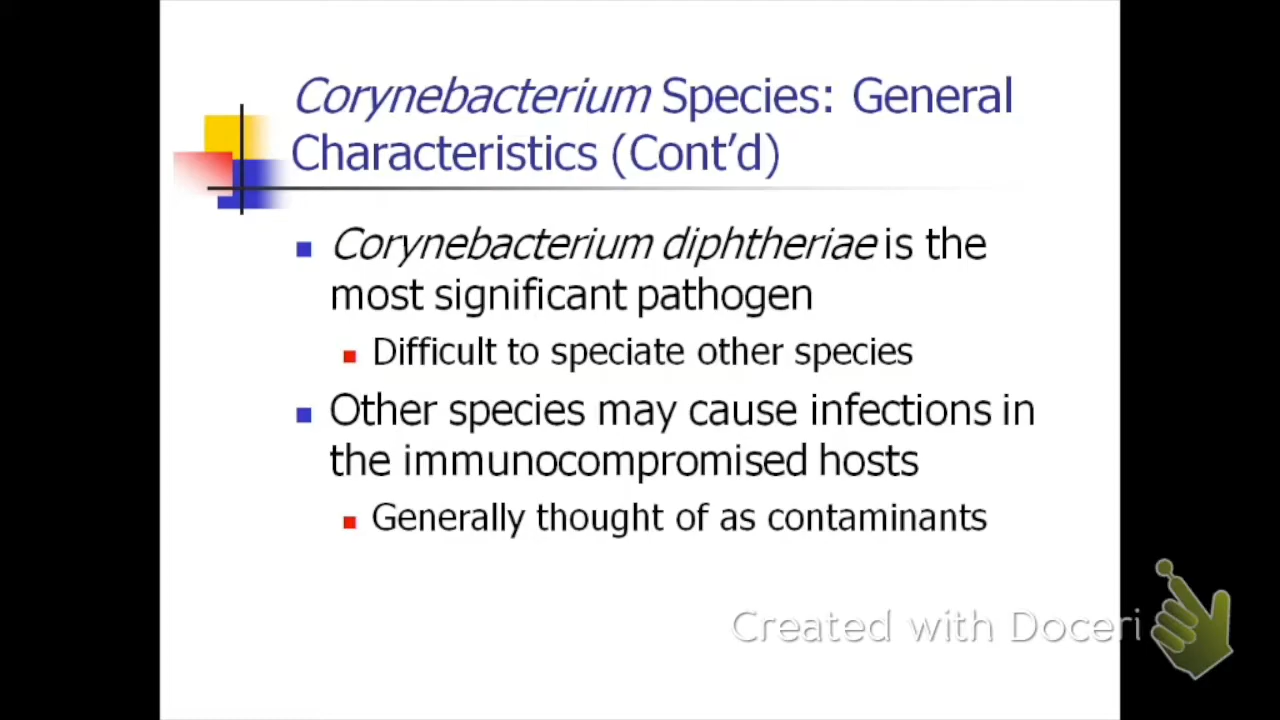 Corynebacterium Species: General
Characteristics (Cont’d)
Corynebacterium diphtheriae is the
most significant pathogen
Difficult to speciate other species
Other species may cause infections in
the immunocompromised hosts
Generally thought of as contaminants
Created with Doceri